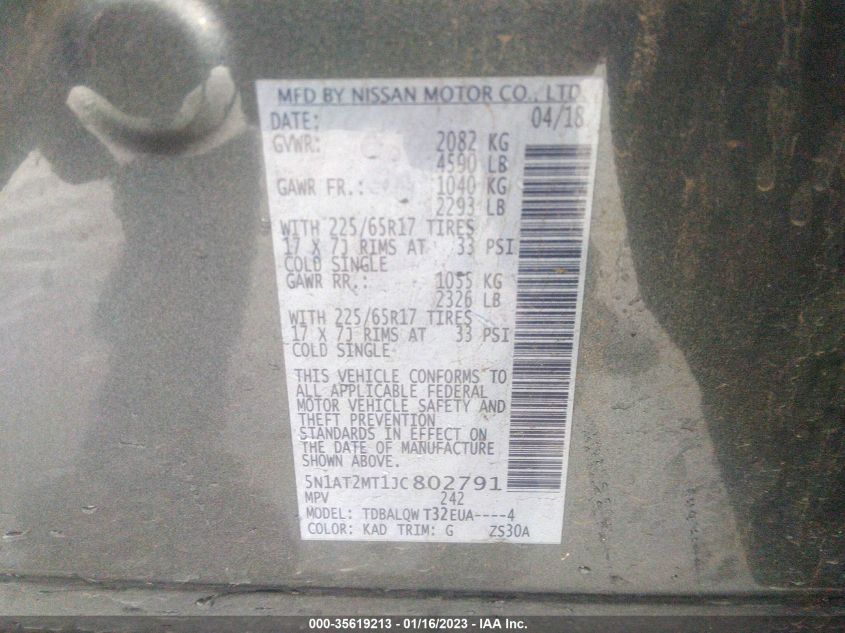 MFD BY NISSAN MOTOR CO., LTD
DATE: 04/18
GVWR: 2082 KG
4590 LB
GAWR FR.: 1040 KG
2293 LB
WITH 225/65R17 TIRES
17 X 7J RIMS AT 33 PSI
COLD SINGLE
GAWR RR.: 1055 KG
2326 LB
WITH 225/65R17 TIRES
17 X 7J RIMS AT 33 PSI
COLD SINGLE
THIS VEHICLE CONFORMS TO
ALL APPLICABLE FEDERAL
MOTOR VEHICLE SAFETY AND
THEFT PREVENTION
STANDARDS IN EFFECT ON
THE DATE OF MANUFACTURE
SHOWN ABOVE.
5N1AT2MT1JC802791
MPV 242
MODEL: TDBALQW T32EUA----4
COLOR: KAD TRIM: G ZS30A
000-35619213 - 01/16/2023 - IAA Inc.